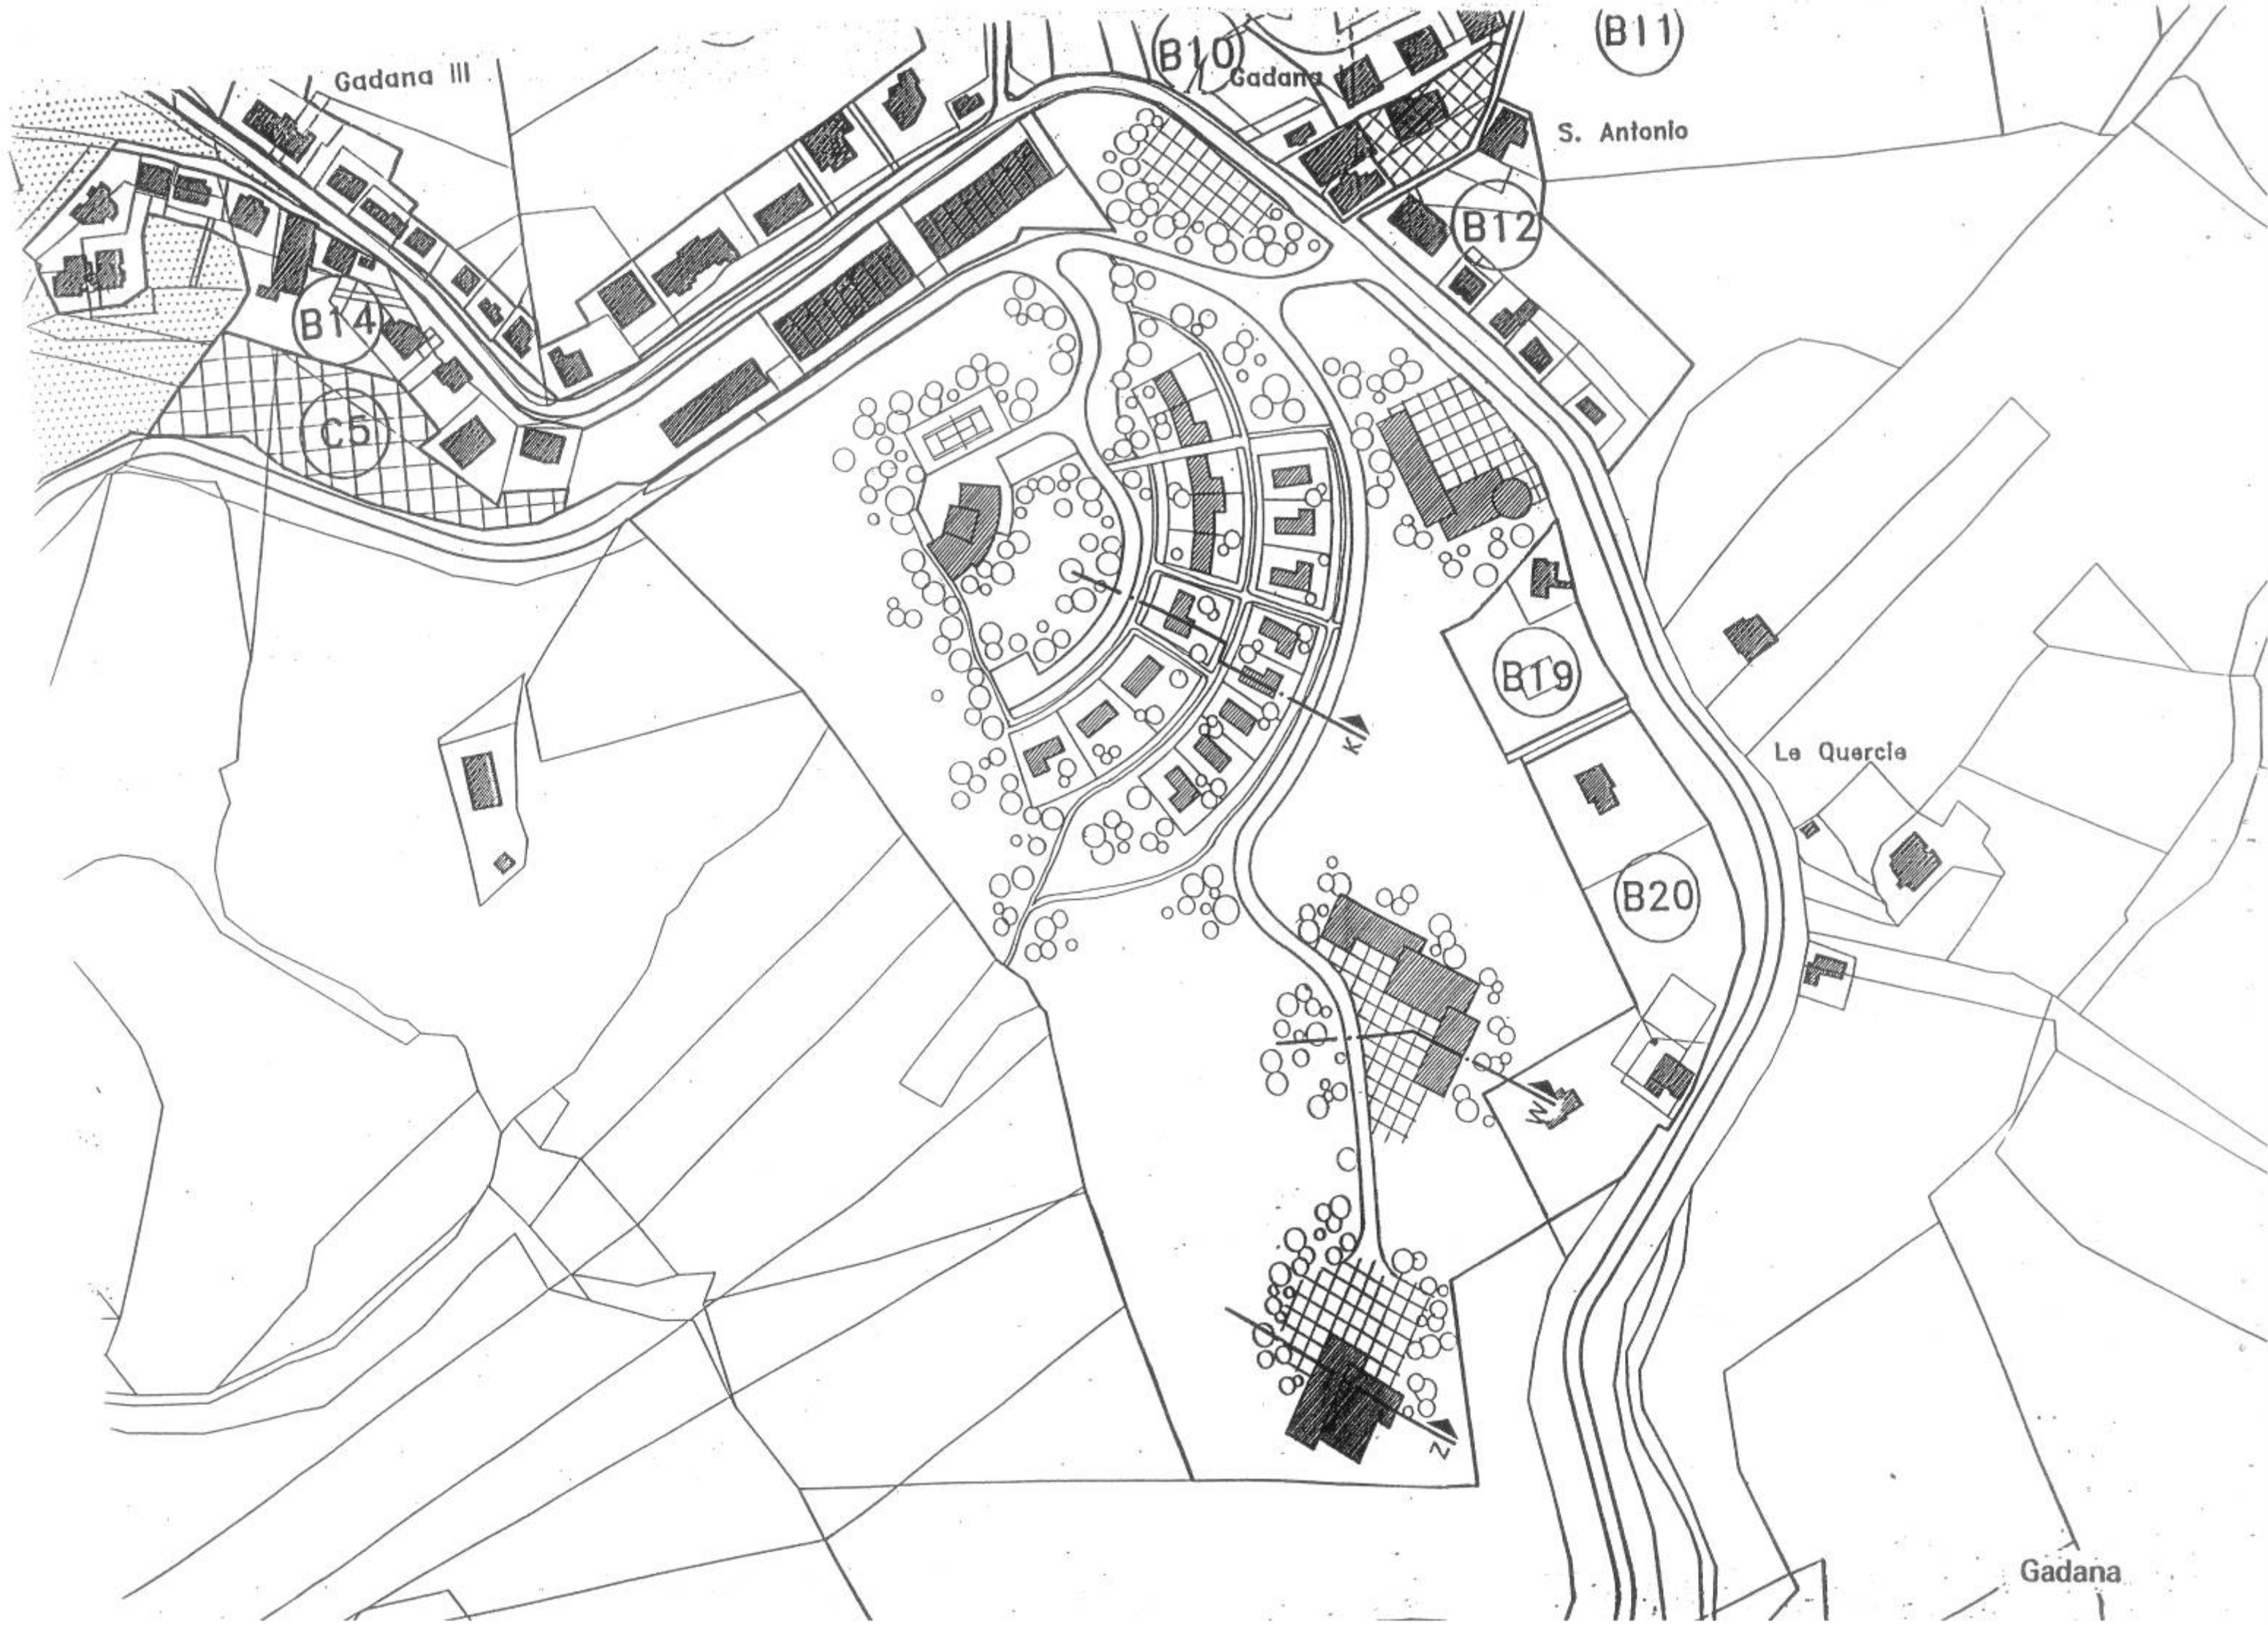 B10
B11
Gadana III
Gadana
S. Antonio
B12
B14
C5
B19
K
Le Quercie
B20
W
Z
Gadana